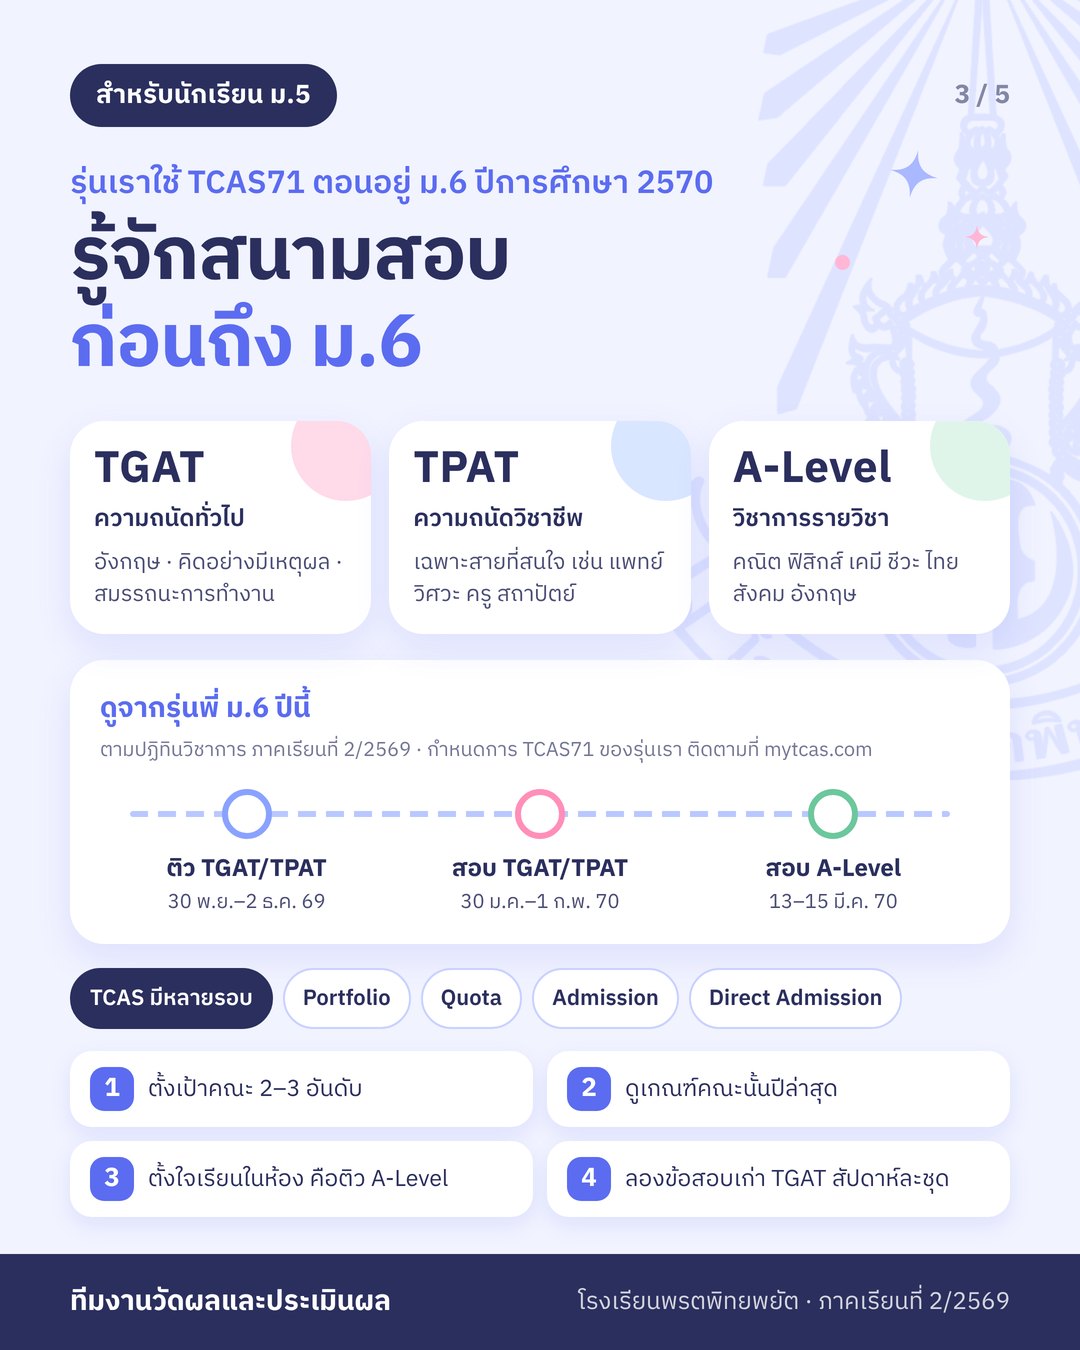 สำหรับนักเรียน ม.5
3 / 5
รุ่นเราใช้ TCAS71 ตอนอยู่ ม.6 ปีการศึกษา 2570
รู้จักสนามสอบ
ก่อนถึง ม.6
TGAT
ความถนัดทั่วไป
อังกฤษ · คิดอย่างมีเหตุผล ·
สมรรถนะการทำงาน
TPAT
ความถนัดวิชาชีพ
เฉพาะสายที่สนใจ เช่น แพทย์
วิศวะ ครู สถาปัตย์
A-Level
วิชาการรายวิชา
คณิต ฟิสิกส์ เคมี ชีวะ ไทย
สังคม อังกฤษ
ดูจากรุ่นพี่ ม.6 ปีนี้
ตามปฏิทินวิชาการ ภาคเรียนที่ 2/2569 · กำหนดการ TCAS71 ของรุ่นเรา ติดตามที่ mytcas.com
ติว TGAT/TPAT
30 พ.ย.–2 ธ.ค. 69
สอบ TGAT/TPAT
30 ม.ค.–1 ก.พ. 70
สอบ A-Level
13–15 มี.ค. 70
TCAS มีหลายรอบ
Portfolio
Quota
Admission
Direct Admission
1 ตั้งเป้าคณะ 2–3 อันดับ
2 ดูเกณฑ์คณะนั้นปีล่าสุด
3 ตั้งใจเรียนในห้อง คือติว A-Level
4 ลองข้อสอบเก่า TGAT สัปดาห์ละชุด
ทีมงานวัดผลและประเมินผล
โรงเรียนพรตพิทยพยัต · ภาคเรียนที่ 2/2569